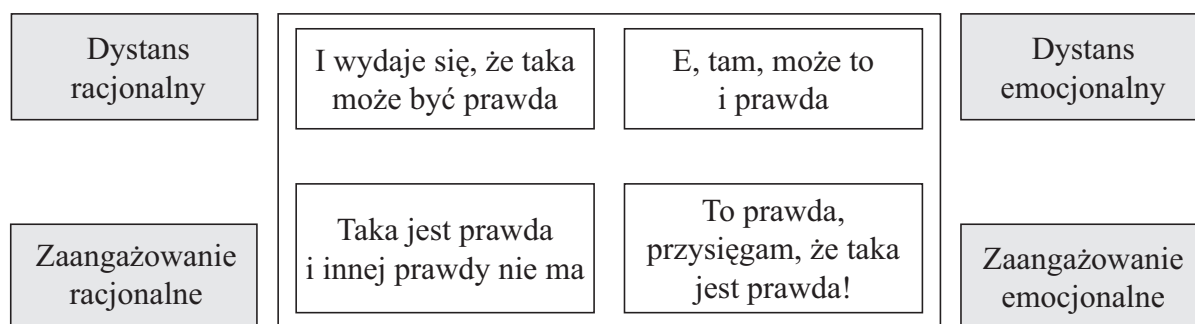 Dystans
racjonalny
I wydaje się, że taka
może być prawda
E, tam, może to
i prawda
Dystans
emocjonalny
Zaangażowanie
racjonalne
Taka jest prawda
i innej prawdy nie ma
To prawda,
przysięgam, że taka
jest prawda!
Zaangażowanie
emocjonalne